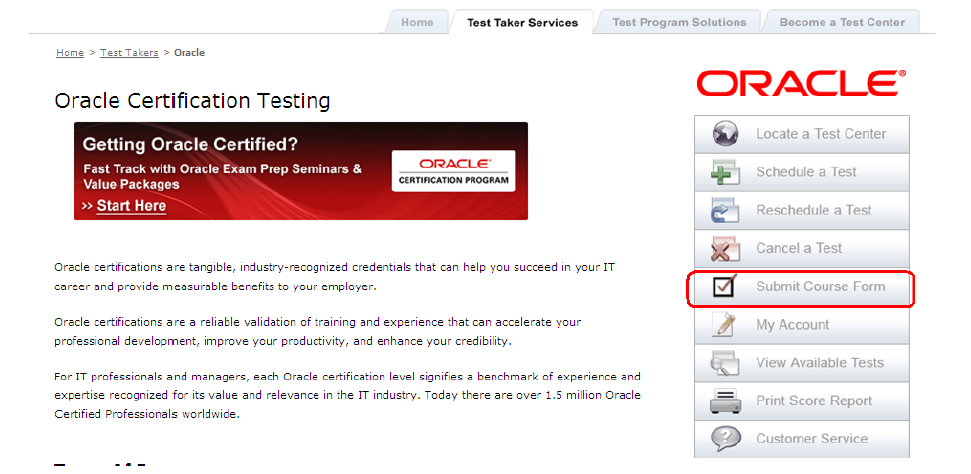 Home
Test Taker Services
Test Program Solutions
Become a Test Center
Home > Test Takers > Oracle
Oracle Certification Testing
Getting Oracle Certified?
Fast Track with Oracle Exam Prep Seminars &
Value Packages
>> Start Here
ORACLE®
CERTIFICATION PROGRAM
Oracle certifications are tangible, industry-recognized credentials that can help you succeed in your IT
career and provide measurable benefits to your employer.
Oracle certifications are a reliable validation of training and experience that can accelerate your
professional development, improve your productivity, and enhance your credibility.
For IT professionals and managers, each Oracle certification level signifies a benchmark of experience and
expertise recognized for its value and relevance in the IT industry. Today there are over 1.5 million Oracle
Certified Professionals worldwide.
ORACLE®
Locate a Test Center
Schedule a Test
Reschedule a Test
Cancel a Test
Submit Course Form
My Account
View Available Tests
Print Score Report
Customer Service